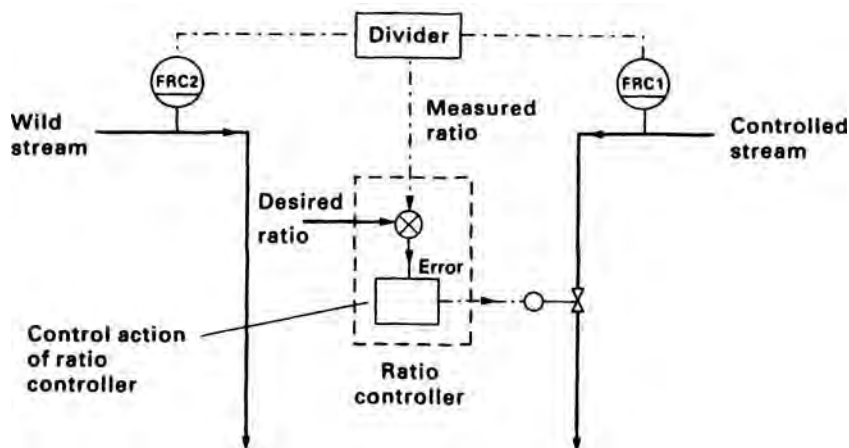 Divider
FRC2
FRC1
Measured
ratio
Wild
stream
Controlled
stream
Desired
ratio
Error
Control action
of ratio
controller
Ratio
controller